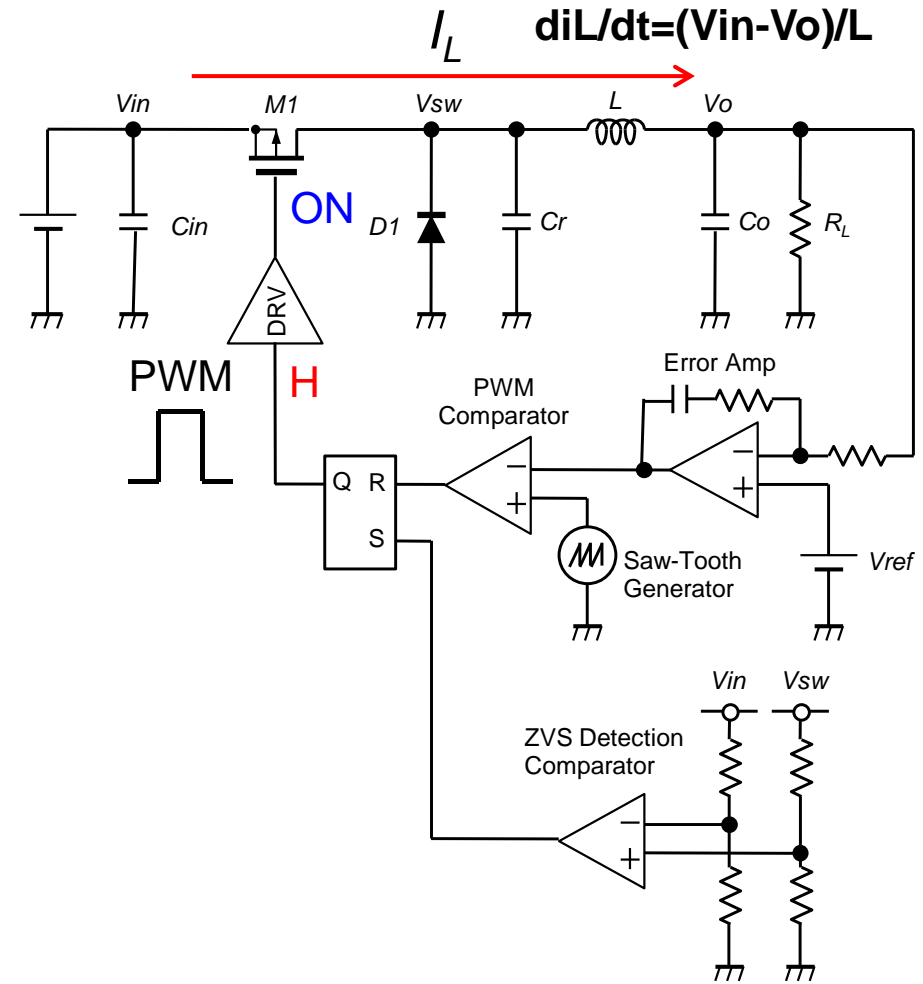 I_L
diL/dt=(Vin-Vo)/L
Vin
M1
Vsw
L
Vo
ON
Cin
D1
Cr
Co
R_L
DRV
PWM
H
Error Amp
PWM
Comparator
Q
R
S
−
+
−
+
Saw-Tooth
Generator
Vref
Vin
Vsw
ZVS Detection
Comparator
−
+